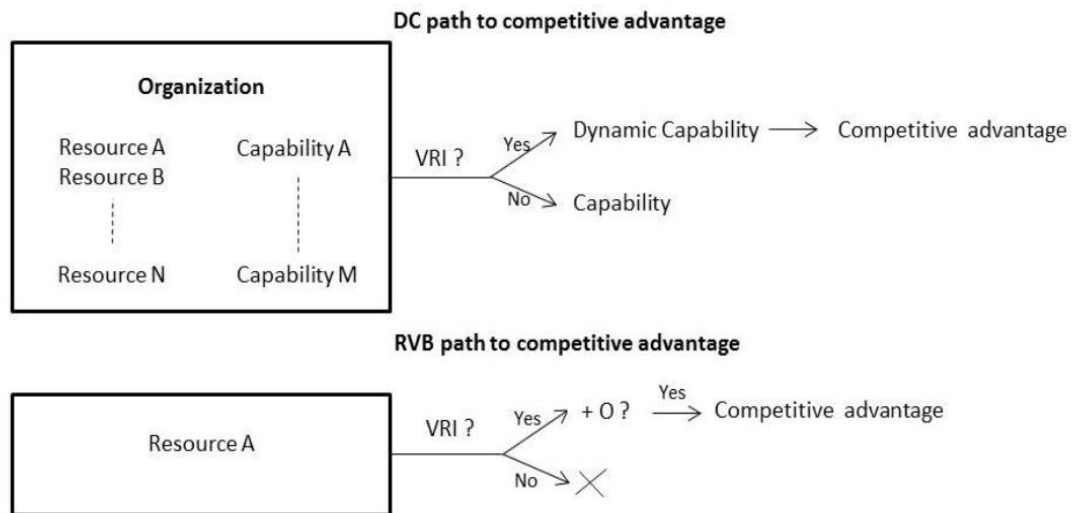 DC path to competitive advantage
Organization
Resource A
Capability A
Resource B
Resource N
Capability M
VRI ?
Yes
Dynamic Capability
Competitive advantage
No
Capability
RVB path to competitive advantage
Resource A
VRI ?
Yes
+ O ?
Yes
Competitive advantage
No